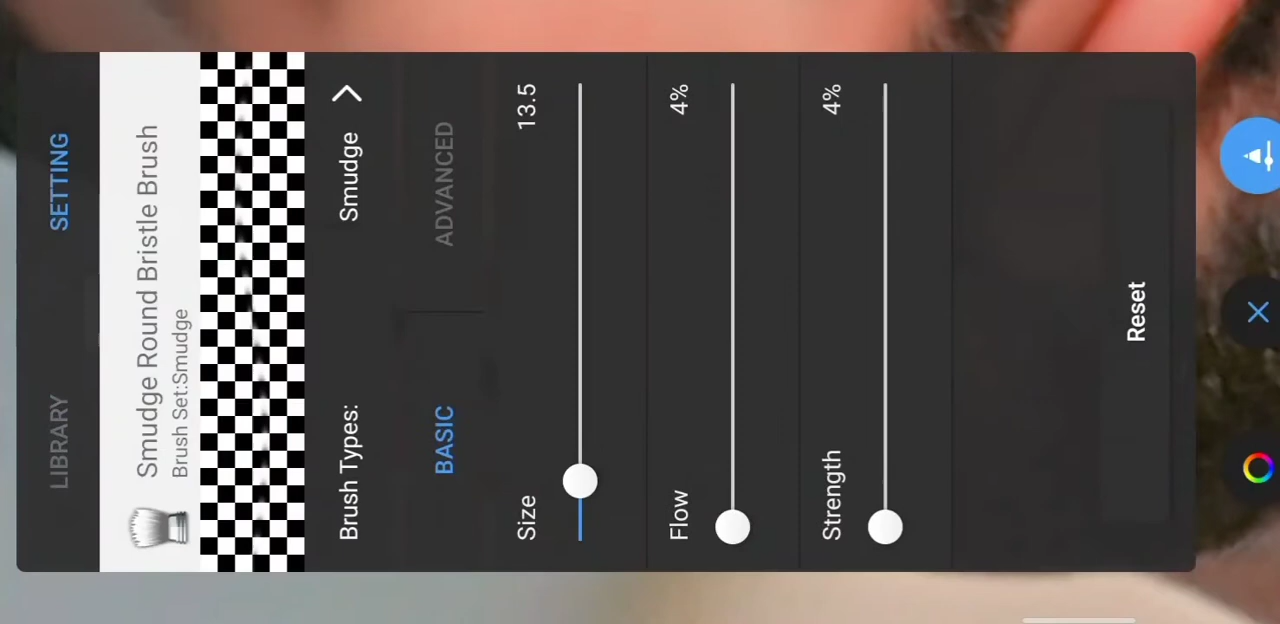 LIBRARY
SETTING
Smudge Round Bristle Brush
Brush Set:Smudge
Brush Types:
Smudge
BASIC
ADVANCED
Size
13.5
Flow
4%
Strength
4%
Reset